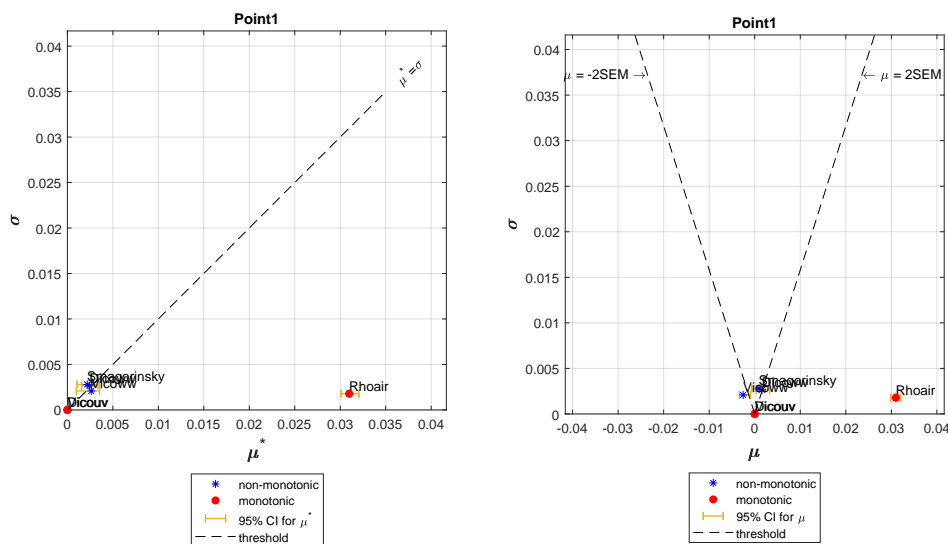 Point1
0.04
0.035
0.03
0.025
0.02
0.015
0.01
0.005
0
σ
μ* = σ
Smagorinsky
Vicoww
Rhoair
Dicouv
0 0.005 0.01 0.015 0.02 0.025 0.03 0.035 0.04
μ*
non-monotonic
monotonic
95% CI for μ*
threshold
Point1
0.04
0.035
0.03
0.025
0.02
0.015
0.01
0.005
0
σ
μ = -2SEM →
← μ = 2SEM
Smagorinsky
Vicoww
Rhoair
Dicouv
-0.04 -0.03 -0.02 -0.01 0 0.01 0.02 0.03 0.04
μ
non-monotonic
monotonic
95% CI for μ
threshold